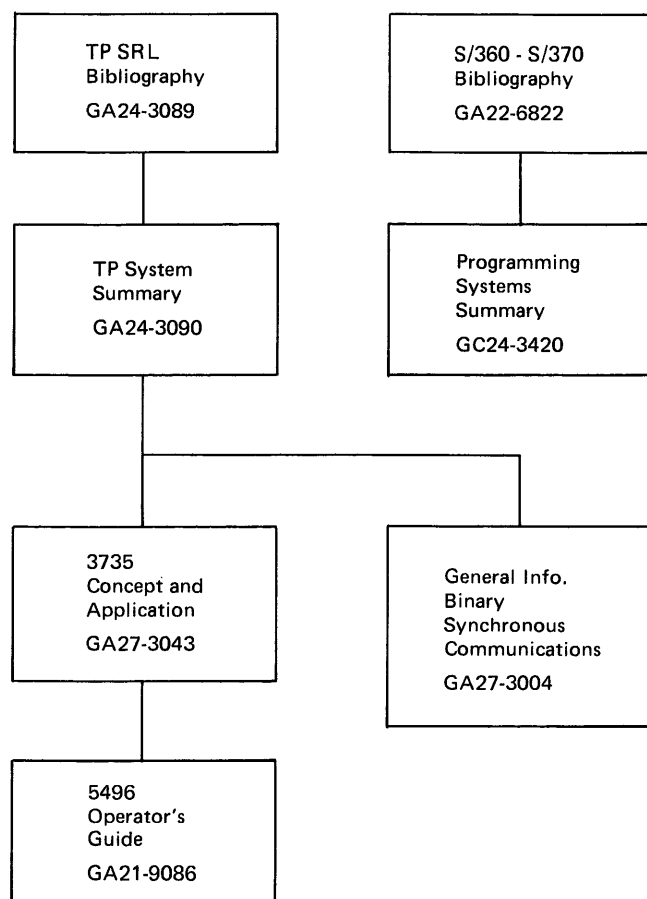 TP SRL
Bibliography
GA24-3089
S/360 - S/370
Bibliography
GA22-6822
TP System
Summary
GA24-3090
Programming
Systems
Summary
GC24-3420
3735
Concept and
Application
GA27-3043
General Info.
Binary
Synchronous
Communications
GA27-3004
5496
Operator's
Guide
GA21-9086